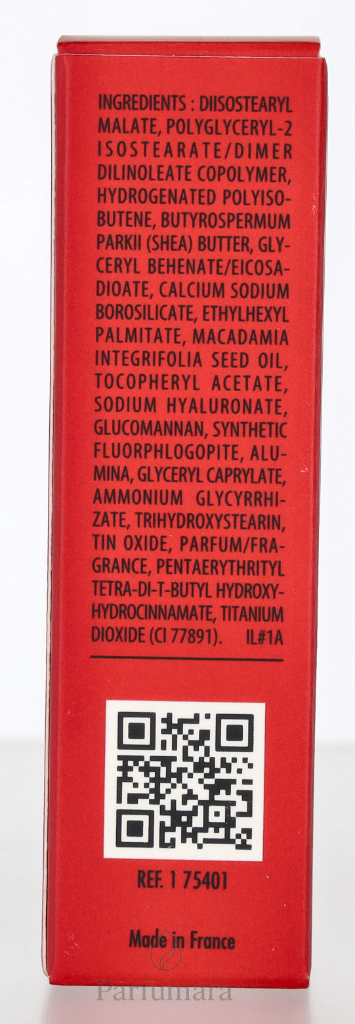 INGREDIENTS : DIISOSTEARYL
MALATE, POLYGLYCERYL-2
ISOSTEARATE/DIMER
DILINOLEATE COPOLYMER,
HYDROGENATED POLYISO-
BUTENE, BUTYROSPERMUM
PARKII (SHEA) BUTTER, GLY-
CERYL BEHENATE/EICOSA-
DIOATE, CALCIUM SODIUM
BOROSILICATE, ETHYLHEXYL
PALMITATE, MACADAMIA
INTEGRIFOLIA SEED OIL,
TOCOPHERYL ACETATE,
SODIUM HYALURONATE,
GLUCOMANNAN, SYNTHETIC
FLUORPHLOGOPITE, ALU-
MINA, GLYCERYL CAPRYLATE,
AMMONIUM GLYCYRRHI-
ZATE, TRIHYDROXYSTEARIN,
TIN OXIDE, PARFUM/FRA-
GRANCE, PENTAERYTHRITYL
TETRA-DI-T-BUTYL HYDROXY-
HYDROCINNAMATE, TITANIUM
DIOXIDE (CI 77891). IL#1A
REF. 1 75401
Made in France
Parfumara